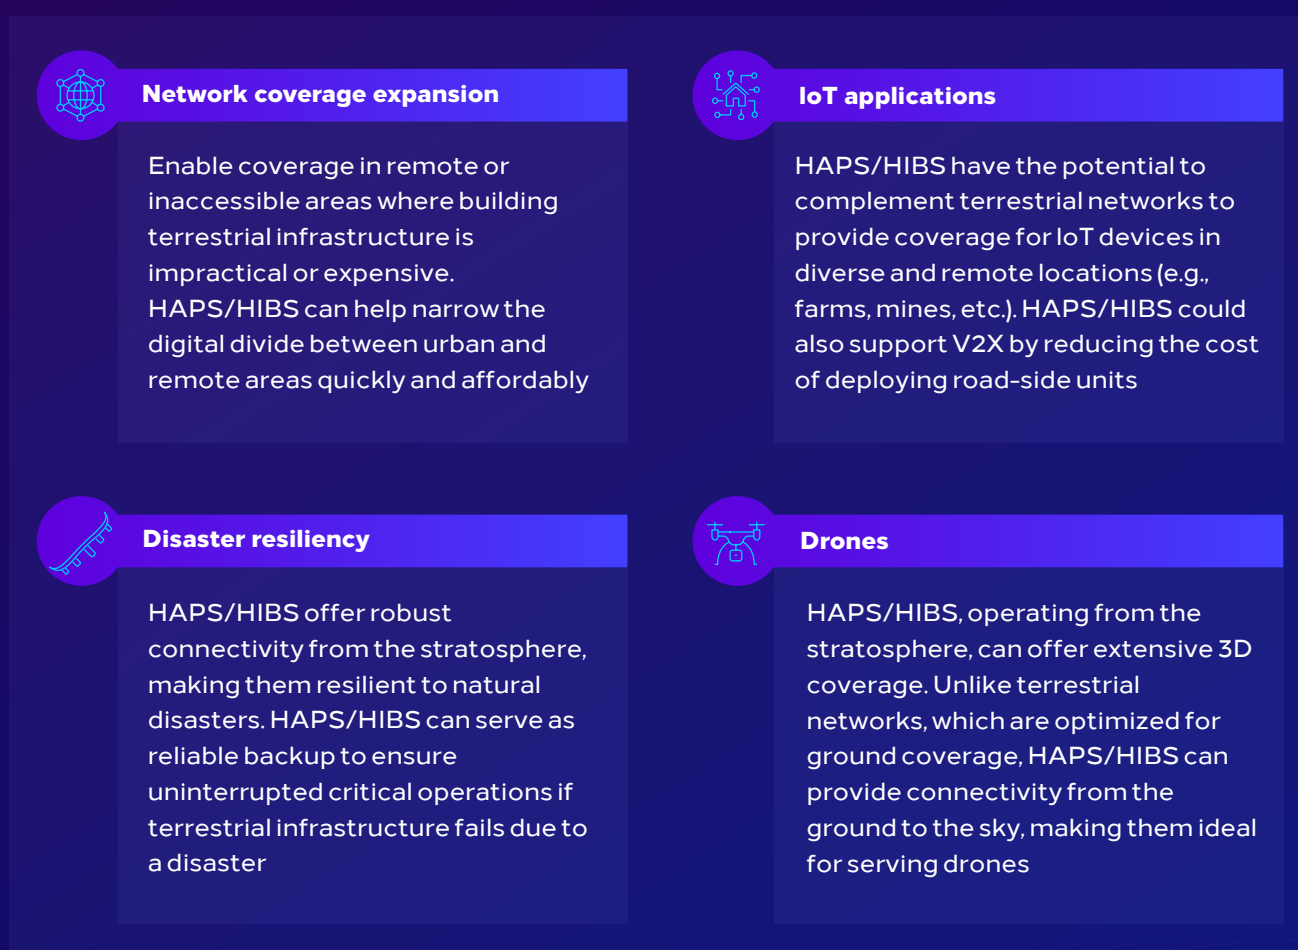 Network coverage expansion
Enable coverage in remote or
inaccessible areas where building
terrestrial infrastructure is
impractical or expensive.
HAPS/HIBS can help narrow the
digital divide between urban and
remote areas quickly and affordably
IoT applications
HAPS/HIBS have the potential to
complement terrestrial networks to
provide coverage for IoT devices in
diverse and remote locations (e.g.,
farms, mines, etc.). HAPS/HIBS could
also support V2X by reducing the cost
of deploying road-side units
Disaster resiliency
HAPS/HIBS offer robust
connectivity from the stratosphere,
making them resilient to natural
disasters. HAPS/HIBS can serve as
reliable backup to ensure
uninterrupted critical operations if
terrestrial infrastructure fails due to
a disaster
Drones
HAPS/HIBS, operating from the
stratosphere, can offer extensive 3D
coverage. Unlike terrestrial
networks, which are optimized for
ground coverage, HAPS/HIBS can
provide connectivity from the
ground to the sky, making them ideal
for serving drones